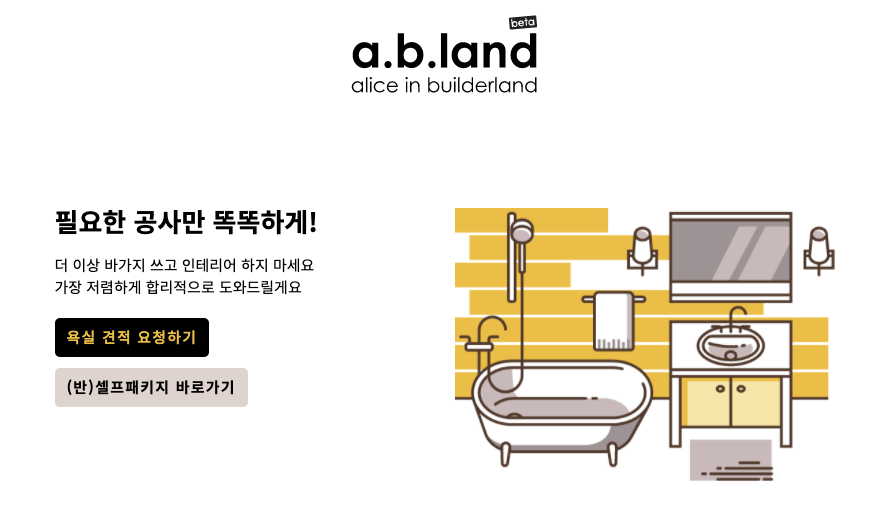 beta
a.b.land
alice in builderland
필요한 공사만 똑똑하게!
더 이상 바가지 쓰고 인테리어 하지 마세요
가장 저렴하게 합리적으로 도와드릴게요
욕실 견적 요청하기
(반)셀프패키지 바로가기